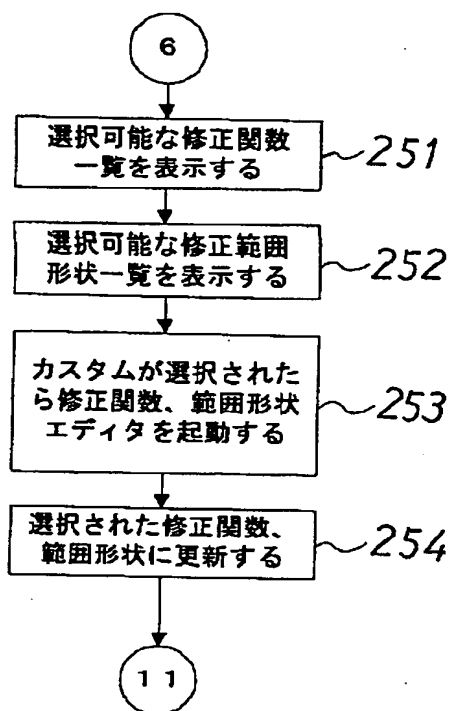 6
選択可能な修正関数
一覧を表示する
251
選択可能な修正範囲
形状一覧を表示する
252
カスタムが選択された
ら修正関数、範囲形状
エディタを起動する
253
選択された修正関数、
範囲形状に更新する
254
11